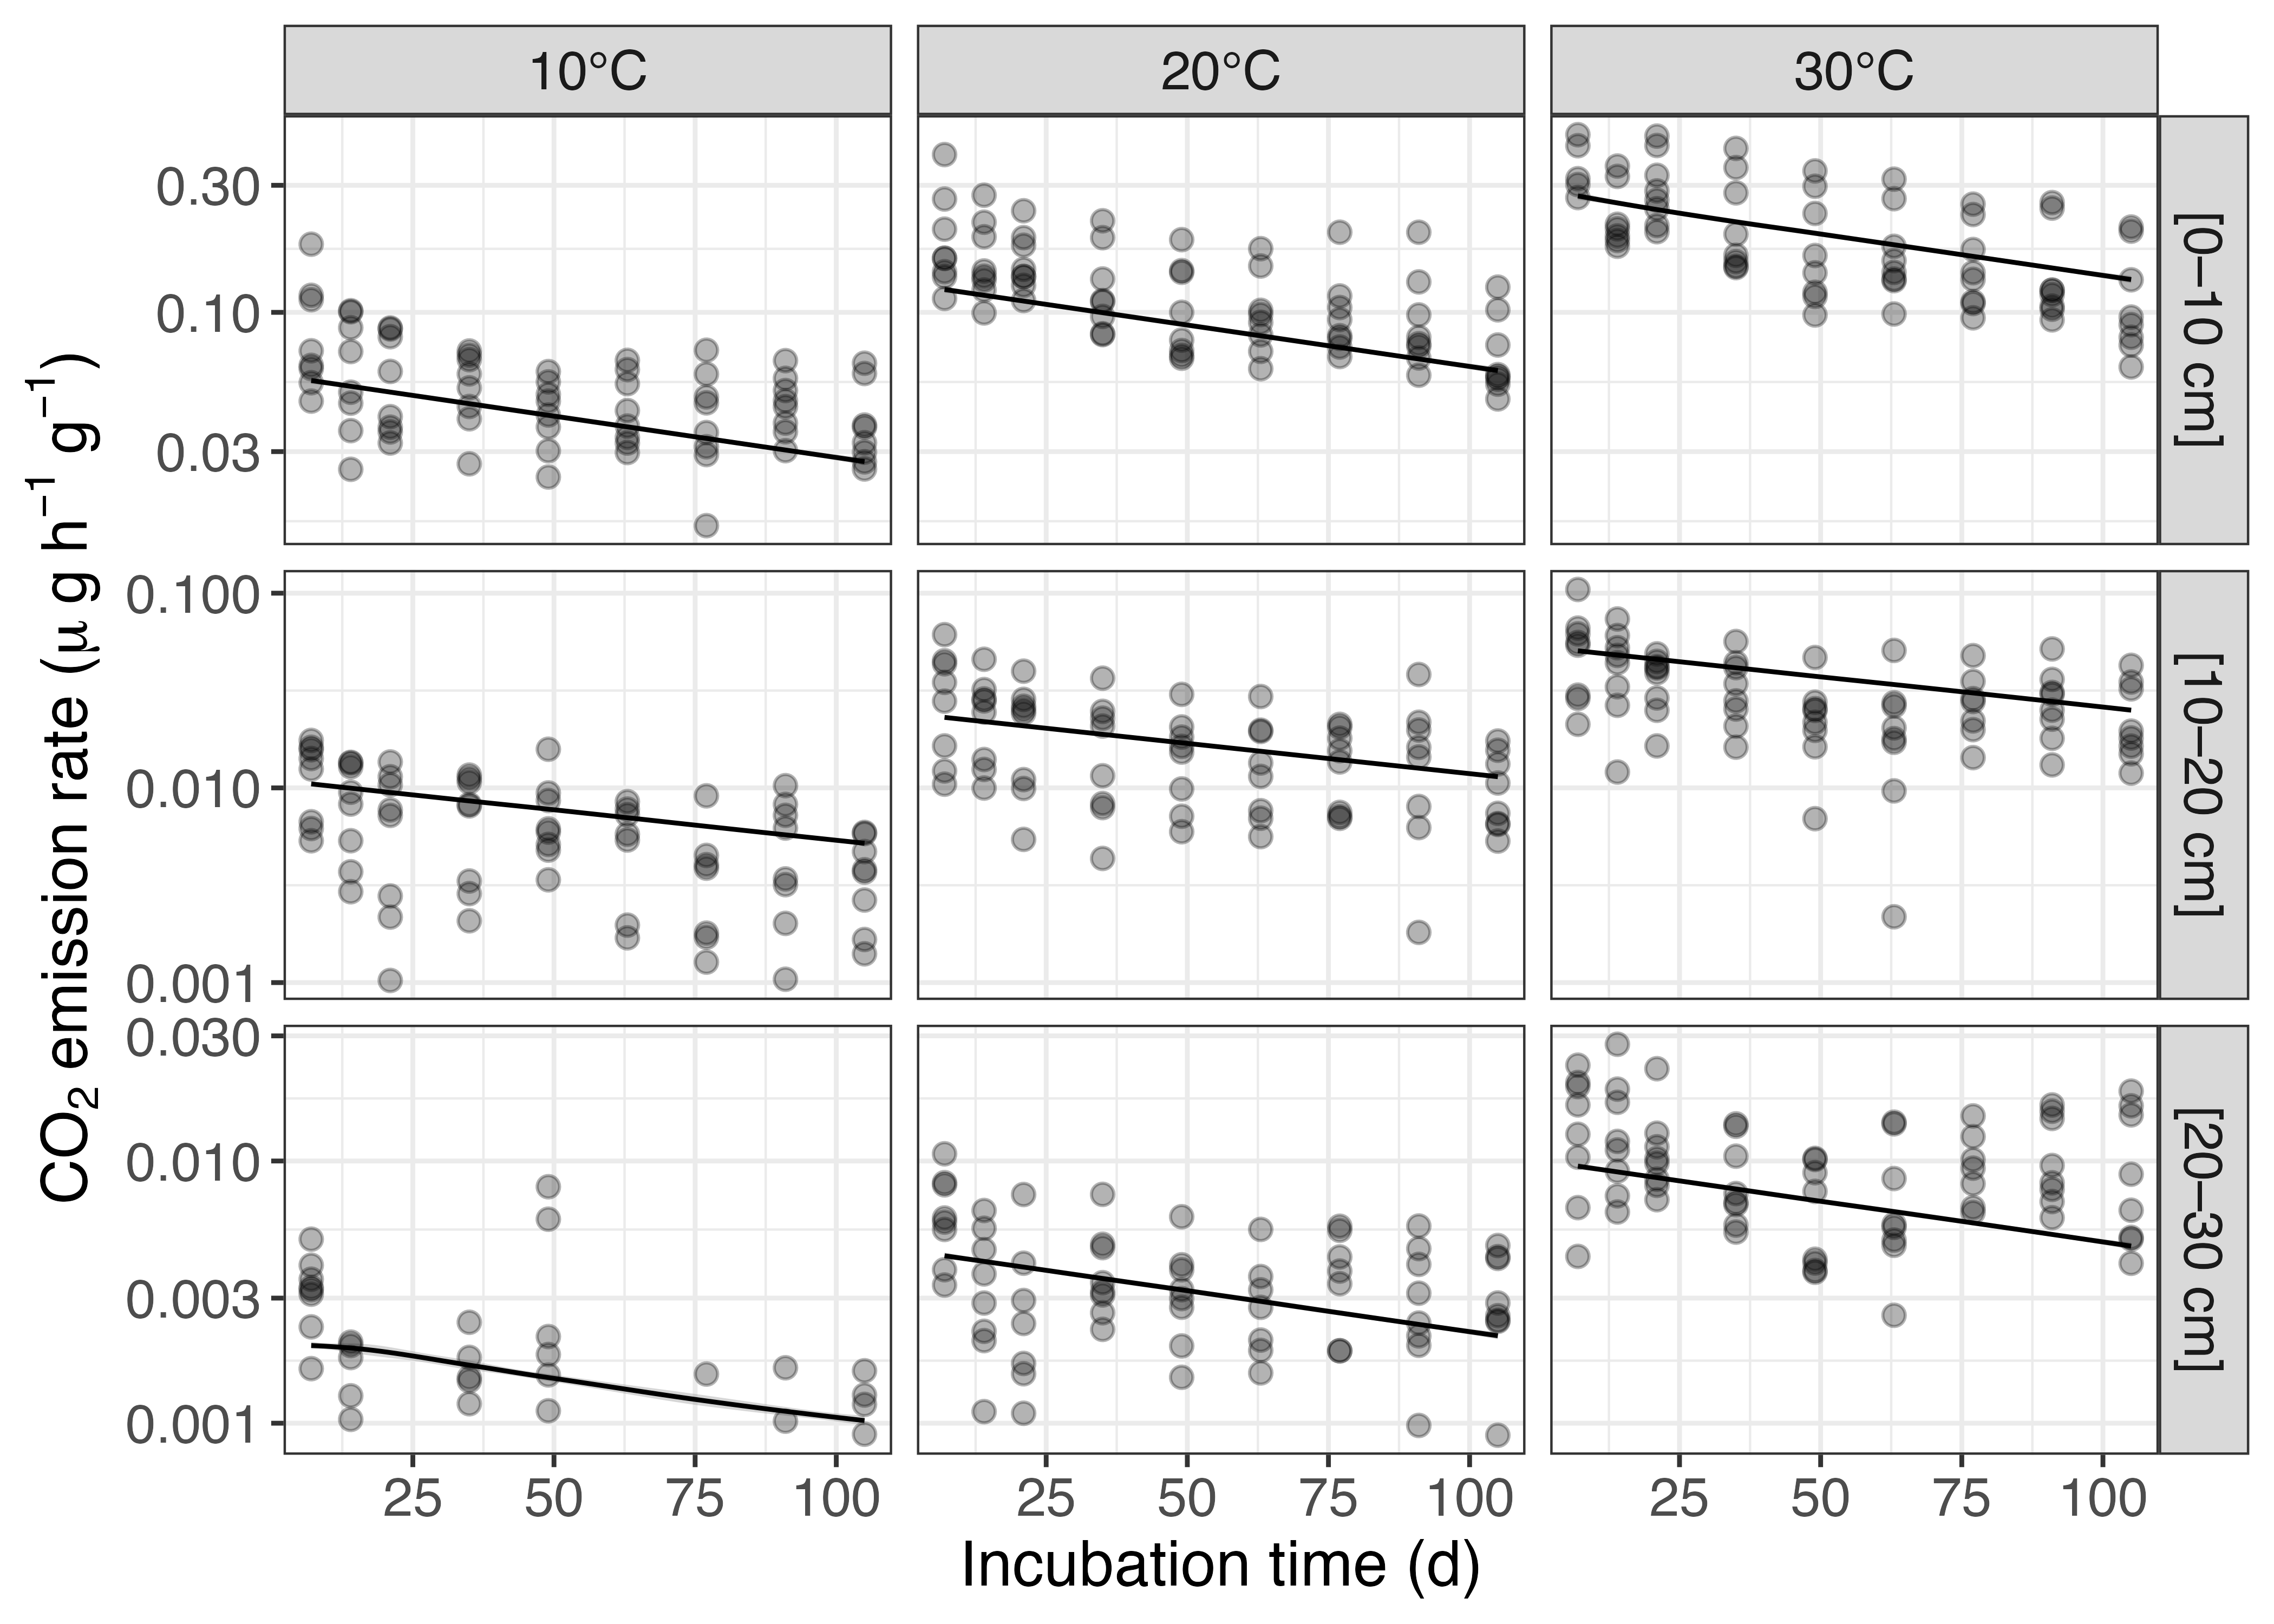 10°C 20°C 30°C
0.30
0.10
0.03
[0–10 cm]
0.100
0.010
0.001
[10–20 cm]
0.030
0.010
0.003
0.001
[20–30 cm]
25 50 75 100 25 50 75 100 25 50 75 100
Incubation time (d)
CO₂ emission rate (μ g h⁻¹ g⁻¹)